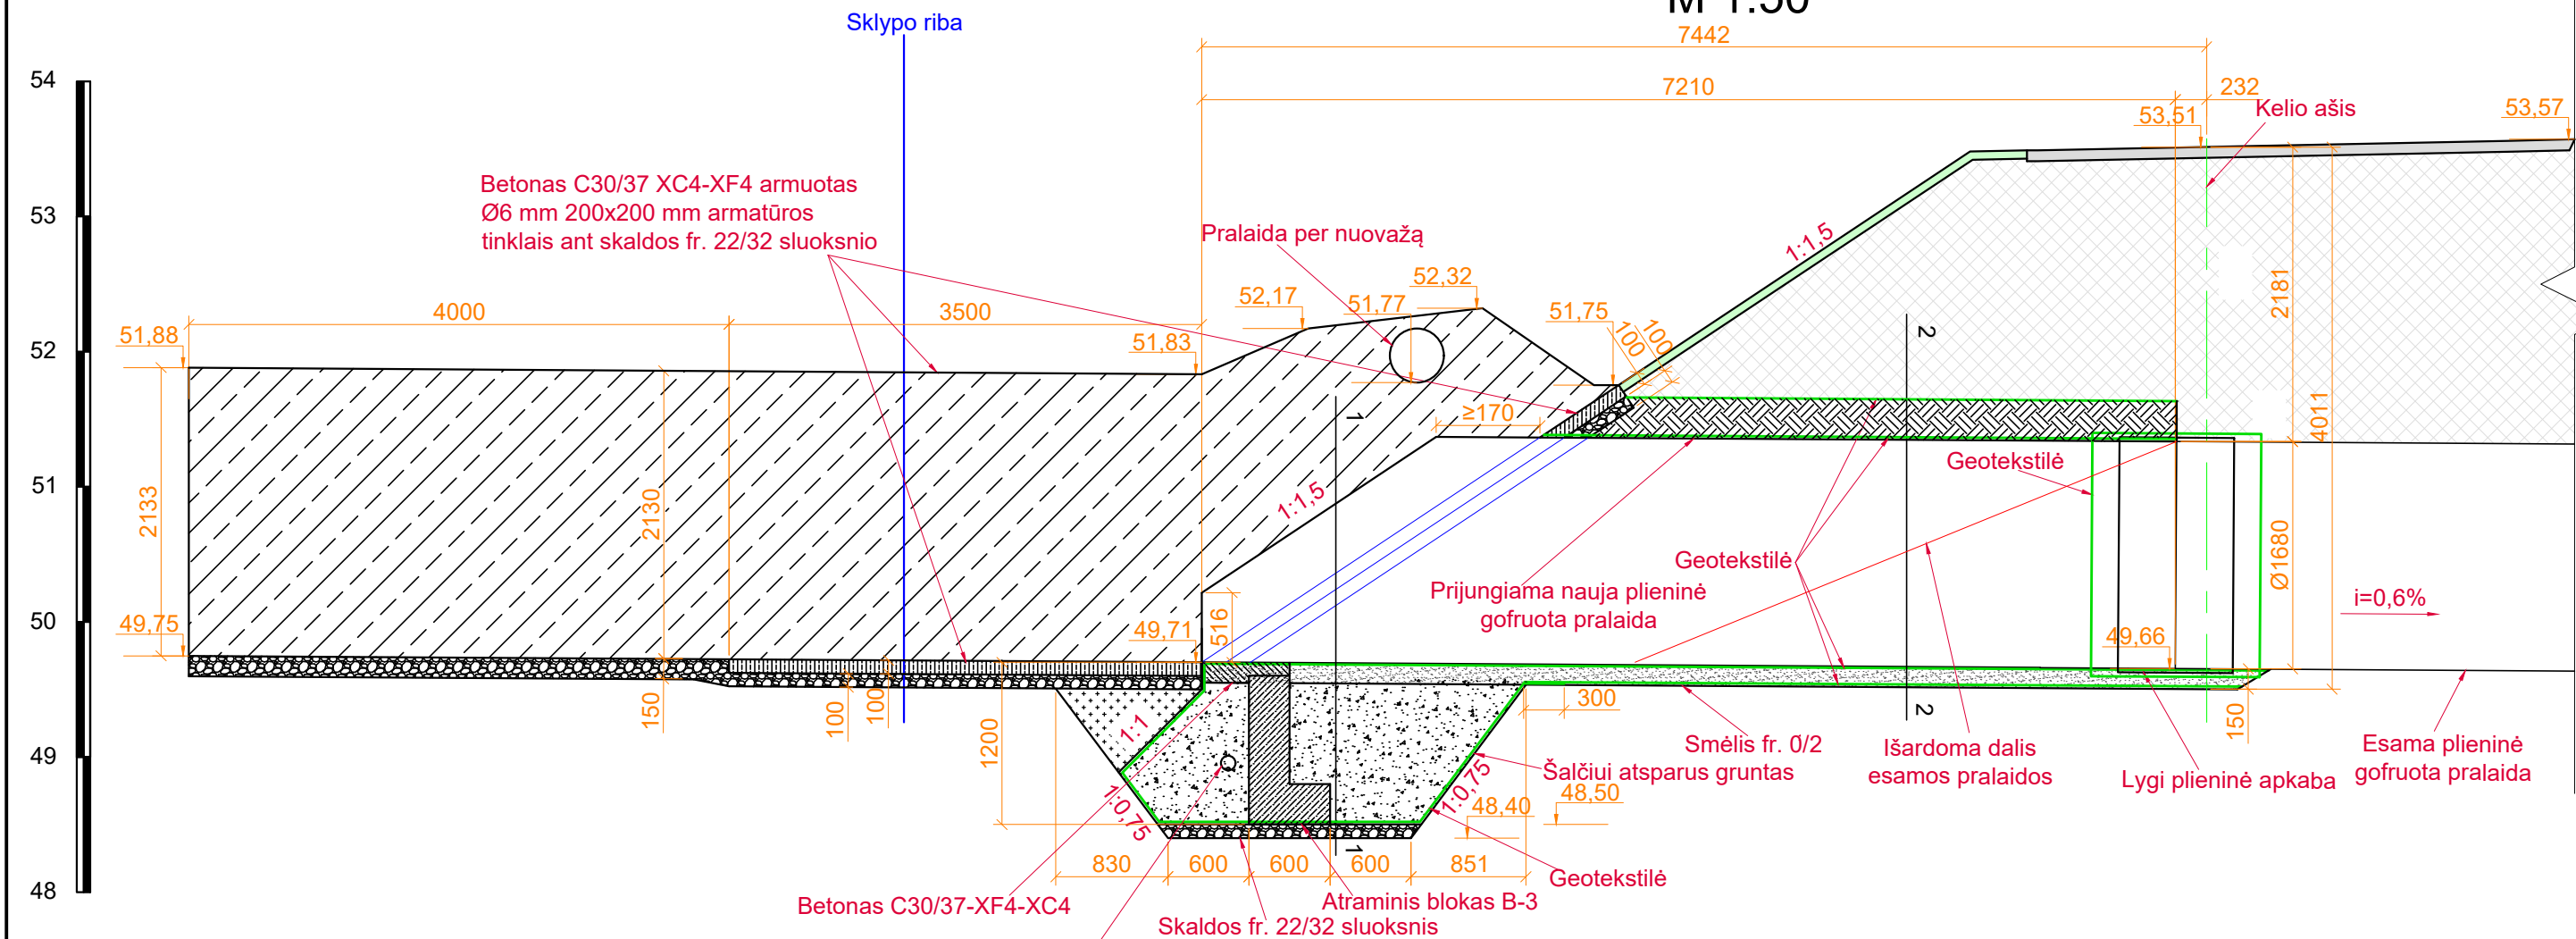 M 1:50
Sklypo riba
7442
54
7210
232
Kelio ašis
53,51
53,57
Betonas C30/37 XC4-XF4 armuotas
Ø6 mm 200x200 mm armatūros
tinklais ant skaldos fr. 22/32 sluoksnio
53
Pralaida per nuovažą
1:1,5
52,32
52,17
51,77
51,75
2181
4000
3500
51,88
51,83
100
100
2
52
≥170
1
4011
Geotekstilė
51
2133
2130
1:1,5
Geotekstilė
Prijungiama nauja plieninė
gofruota pralaida
Ø1680
i=0,6%
50
49,75
49,71
516
49,66
150
100
100
1200
1:1
300
2
150
Smėlis fr. 0/2
Išardoma dalis
esamos pralaidos
Esama plieninė
gofruota pralaida
49
Šalčiui atsparus gruntas
Lygi plieninė apkaba
1:0,75
1:0,75
48,40
48,50
1
830
600
600
600
851
48
Geotekstilė
Betonas C30/37-XF4-XC4
Atraminis blokas B-3
Skaldos fr. 22/32 sluoksnis